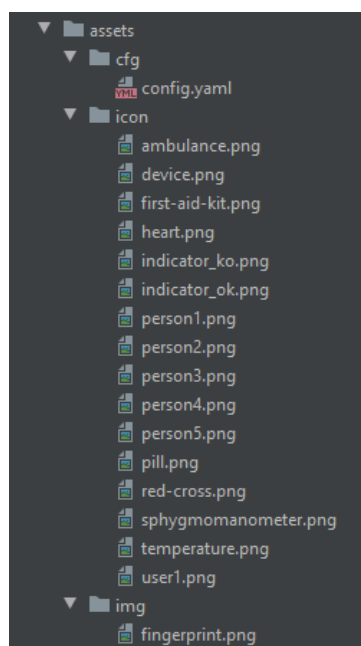 assets
cfg
YML config.yaml
icon
ambulance.png
device.png
first-aid-kit.png
heart.png
indicator_ko.png
indicator_ok.png
person1.png
person2.png
person3.png
person4.png
person5.png
pill.png
red-cross.png
sphygmomanometer.png
temperature.png
user1.png
img
fingerprint.png